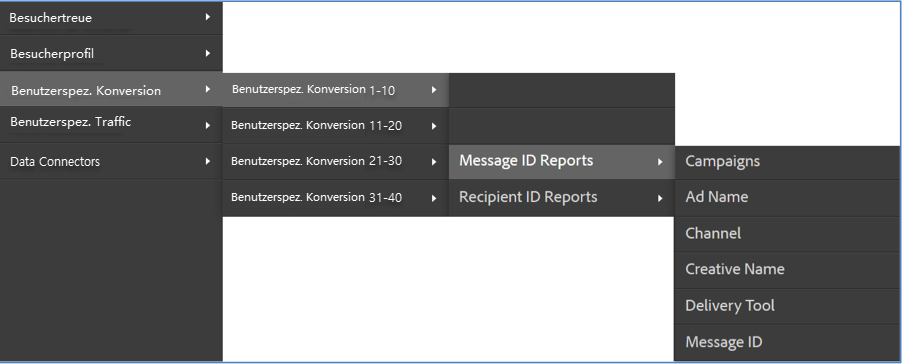 Besuchertreue
Besucherprofil
Benutzerspez. Konversion
Benutzerspez. Traffic
Data Connectors
Benutzerspez. Konversion 1-10
Benutzerspez. Konversion 11-20
Benutzerspez. Konversion 21-30
Benutzerspez. Konversion 31-40
Message ID Reports
Recipient ID Reports
Campaigns
Ad Name
Channel
Creative Name
Delivery Tool
Message ID